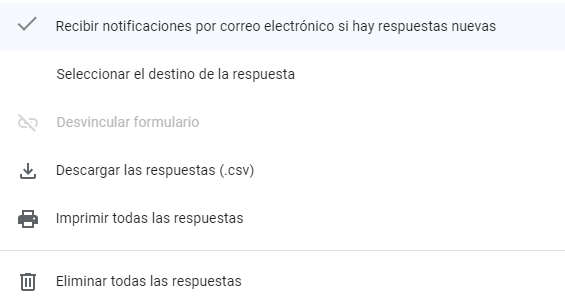 Recibir notificaciones por correo electrónico si hay respuestas nuevas
Seleccionar el destino de la respuesta
Desvincular formulario
Descargar las respuestas (.csv)
Imprimir todas las respuestas
Eliminar todas las respuestas